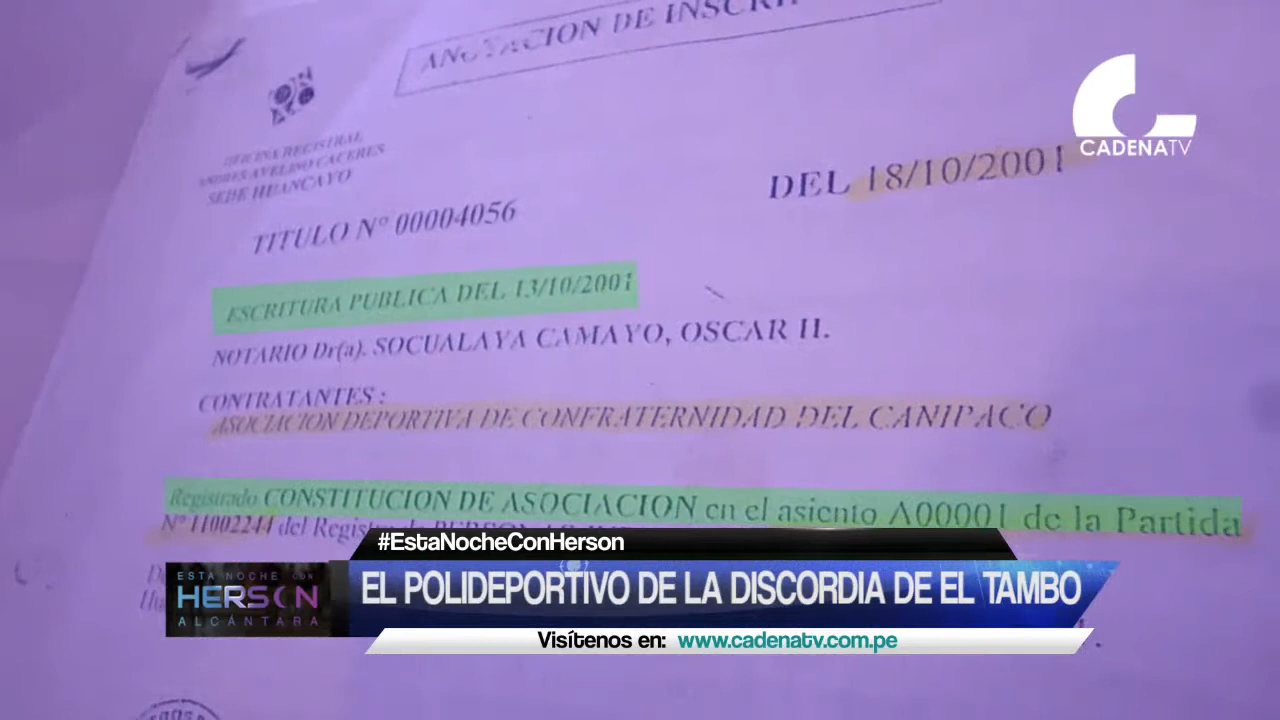 ANOTACION DE INSCRI
CADENATV
OFICINA REGISTRAL
ANDRES AVELINO CACERES
SEDE HUANCAYO
DEL 18/10/2001
TITULO N° 00004056
ESCRITURA PUBLICA DEL 13/10/2001
NOTARIO Dr(a). SOCUALAYA CAMAYO, OSCAR H.
CONTRATANTES :
ASOCIACION DEPORTIVA DE CONFRATERNIDAD DEL CANIPACO
Registrado CONSTITUCION DE ASOCIACION en el asiento A00001 de la Partida
N° 11002244 del Registro de
#EstaNocheConHerson
ESTA NOCHE CON
HERSON
ALCÁNTARA
EL POLIDEPORTIVO DE LA DISCORDIA DE EL TAMBO
Visítenos en: www.cadenatv.com.pe